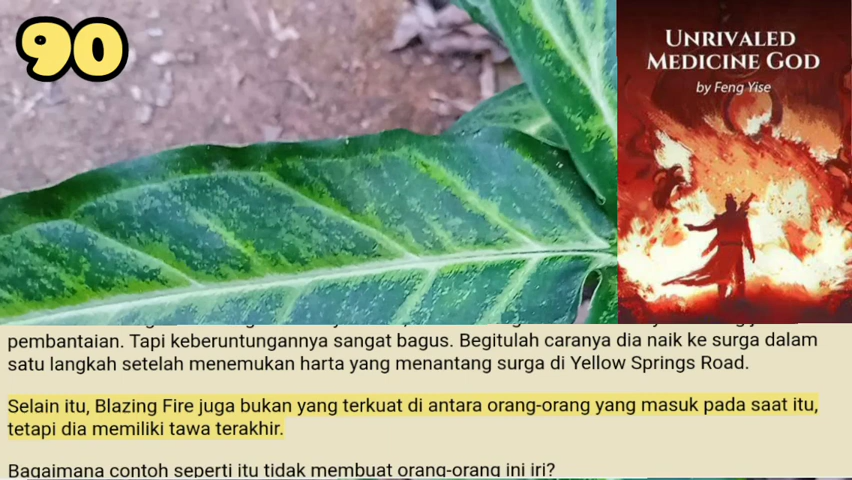 90
UNRIVALED
MEDICINE GOD
by Feng Yise
pembantaian. Tapi keberuntungannya sangat bagus. Begitulah caranya dia naik ke surga dalam
satu langkah setelah menemukan harta yang menantang surga di Yellow Springs Road.
Selain itu, Blazing Fire juga bukan yang terkuat di antara orang-orang yang masuk pada saat itu,
tetapi dia memiliki tawa terakhir.
Bagaimana contoh seperti itu tidak membuat orang-orang ini iri?